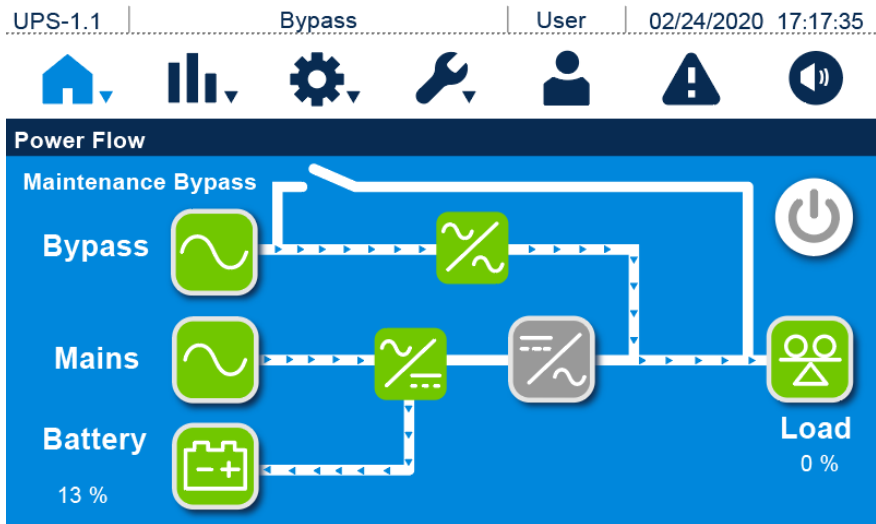 UPS-1.1 Bypass User 02/24/2020 17:17:35
Power Flow
Maintenance Bypass
Bypass
Mains
Battery
13 %
Load
0 %